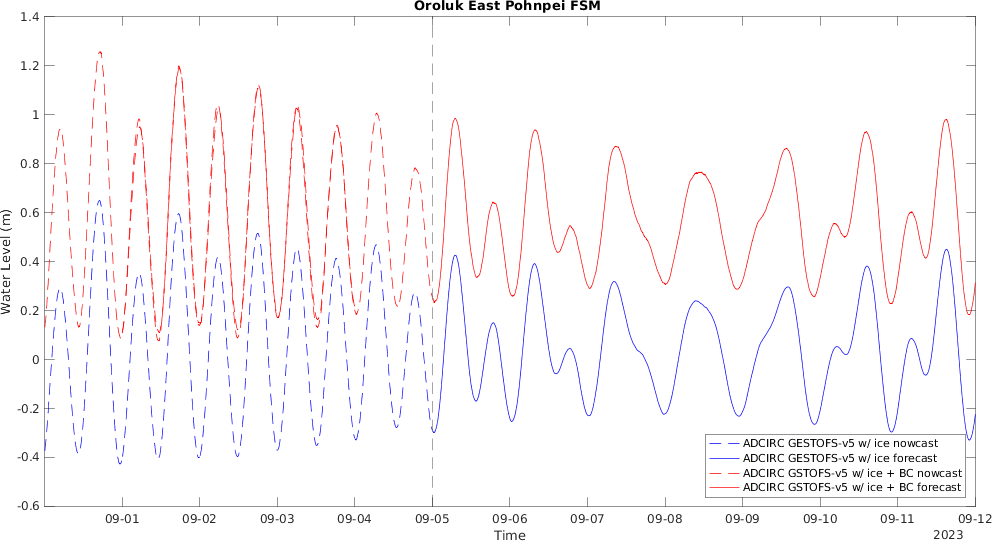 Oroluk East Pohnpei FSM
1.4
1.2
1
0.8
0.6
0.4
0.2
0
-0.2
-0.4
-0.6
Water Level (m)
ADCIRC GESTOFS-v5 w/ ice nowcast
ADCIRC GESTOFS-v5 w/ ice forecast
ADCIRC GSTOFS-v5 w/ ice + BC nowcast
ADCIRC GSTOFS-v5 w/ ice + BC forecast
09-01 09-02 09-03 09-04 09-05 09-06 09-07 09-08 09-09 09-10 09-11 09-12
Time
2023